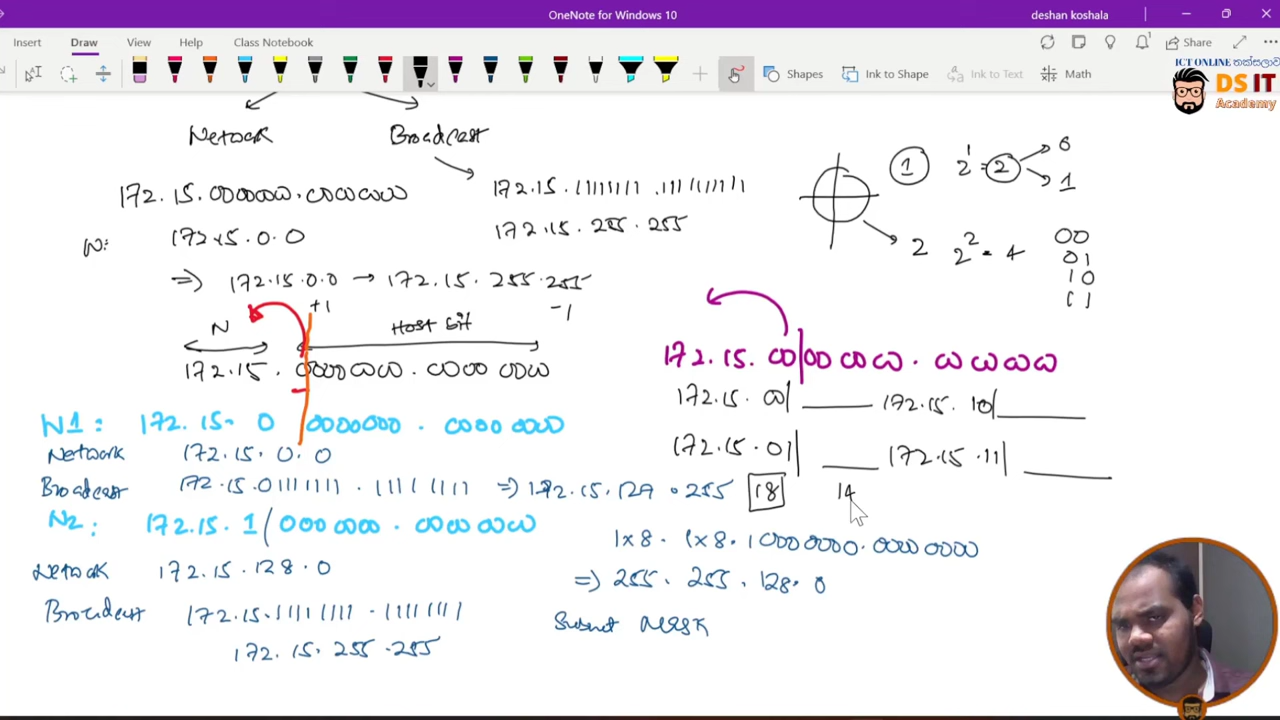 OneNote for Windows 10
deshan koshala
Insert Draw View Help Class Notebook
Share
Shapes Ink to Shape Ink to Text Math
ICT ONLINE තක්සලාව
DS IT
Academy
Network Broadcast
172.15.00000000.00000000
172.15.11111111.11111111
N: 172.15.0.0
172.15.255.255
=> 172.15.0.0 → 172.15.255.255
+1 -1
N Host bit
172.15.00000000.00000000
N1: 172.15.0 0000000.00000000
Network 172.15.0.0
Broadcast 172.15.01111111.11111111 => 172.15.127.255
N2: 172.15.1/0000000.00000000
Network 172.15.128.0
Broadcast 172.15.11111111.11111111
172.15.255.255
1 2¹=2 0
1
2 2²=4 00
01
10
11
172.15.00|000000.00000000
172.15.00| 172.15.10|
172.15.01| 172.15.11|
18 14
1x8.1x8.10000000.00000000
=> 255.255.128.0
Subnet Mask